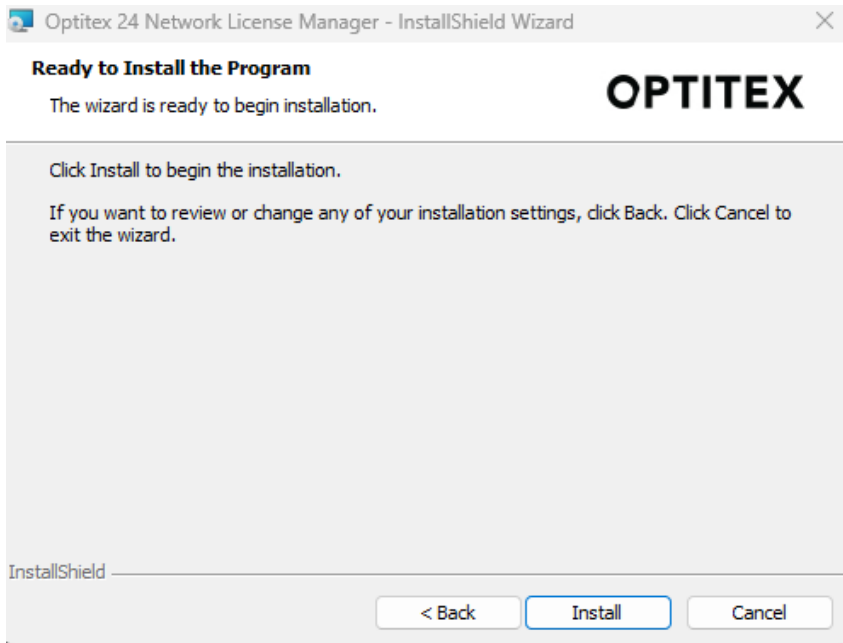 Optitex 24 Network License Manager - InstallShield Wizard
Ready to Install the Program
The wizard is ready to begin installation.
OPTITEX
Click Install to begin the installation.
If you want to review or change any of your installation settings, click Back. Click Cancel to
exit the wizard.
InstallShield
< Back
Install
Cancel